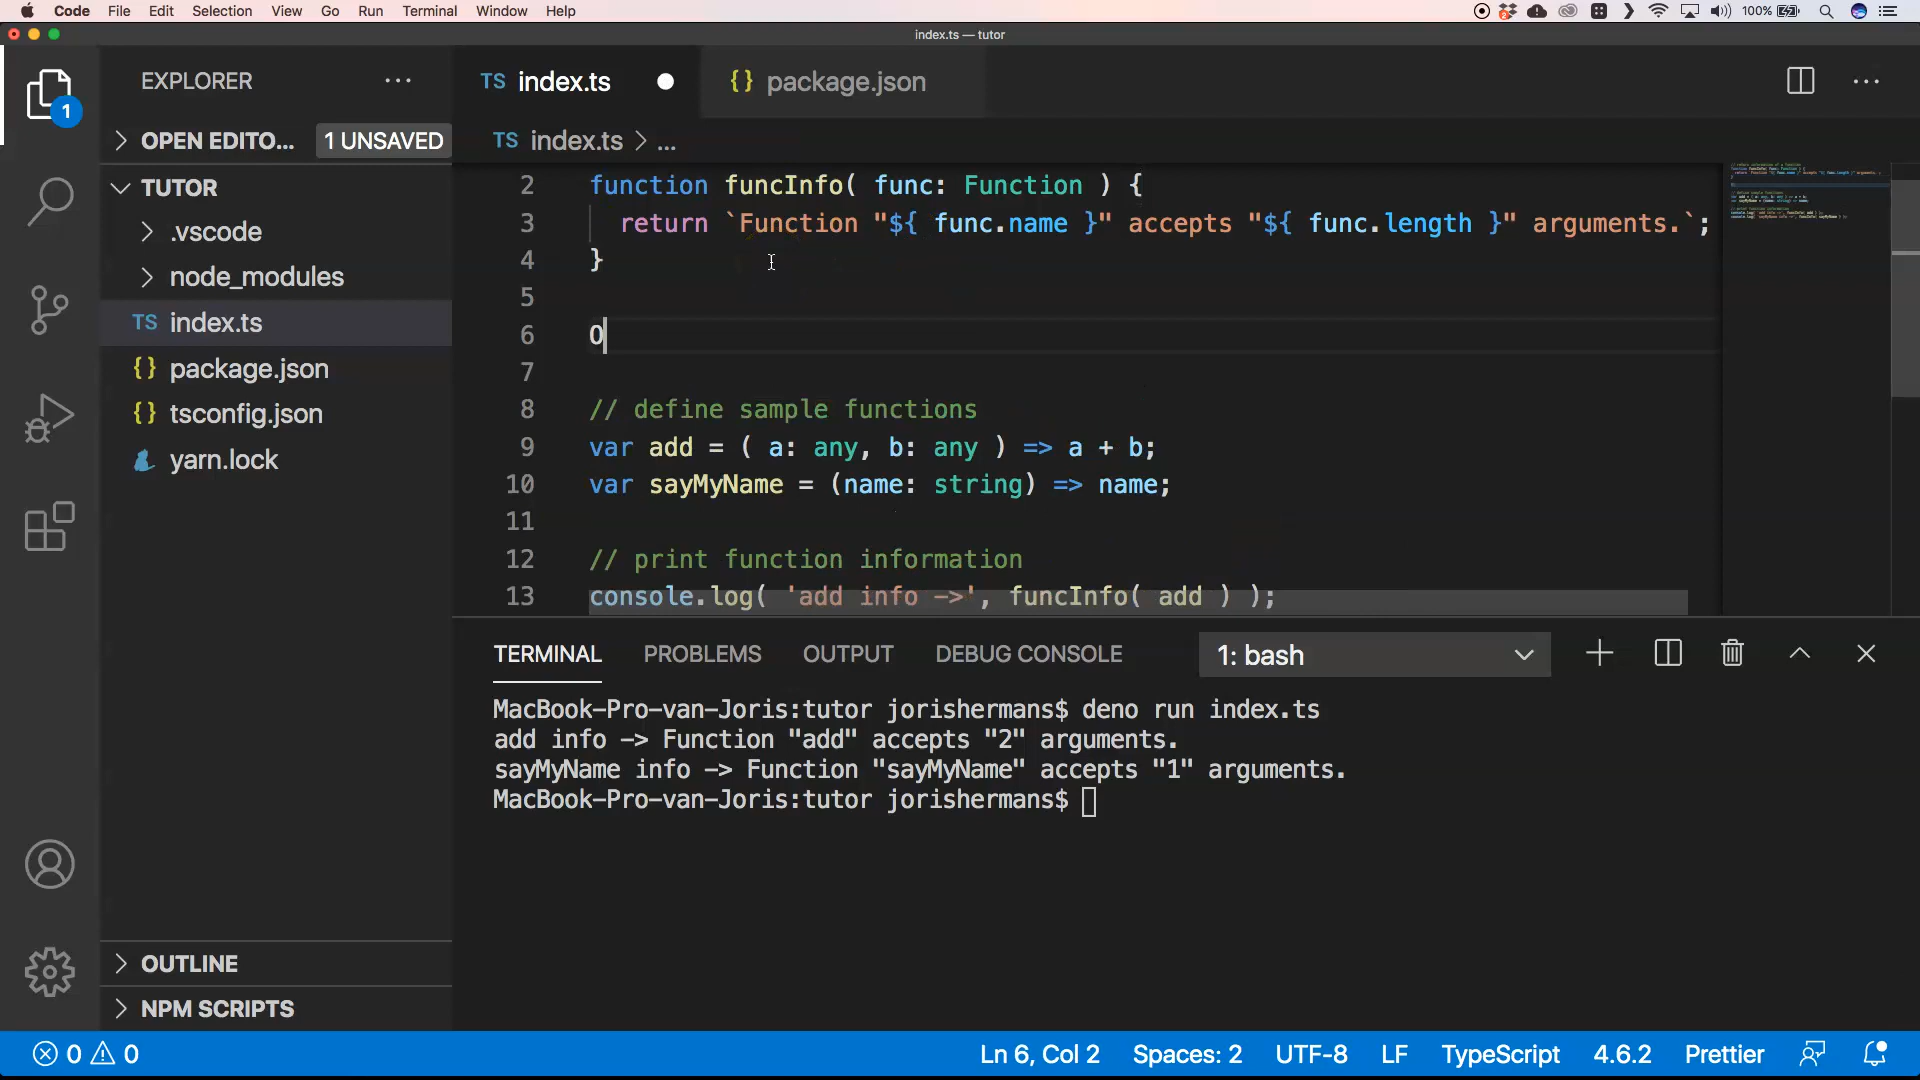 Code File Edit Selection View Go Run Terminal Window Help 100%
index.ts — tutor
EXPLORER
TS index.ts
{} package.json
1
OPEN EDITO... 1 UNSAVED
TS index.ts > ...
TUTOR
.vscode
node_modules
TS index.ts
{} package.json
{} tsconfig.json
yarn.lock
2 function funcInfo( func: Function ) {
3 return `Function "${ func.name }" accepts "${ func.length }" arguments.`;
4 }
5
6 O
7
8 // define sample functions
9 var add = ( a: any, b: any ) => a + b;
10 var sayMyName = (name: string) => name;
11
12 // print function information
13 console.log( 'add info ->', funcInfo( add ) );
TERMINAL PROBLEMS OUTPUT DEBUG CONSOLE 1: bash
MacBook-Pro-van-Joris:tutor jorishermans$ deno run index.ts
add info -> Function "add" accepts "2" arguments.
sayMyName info -> Function "sayMyName" accepts "1" arguments.
MacBook-Pro-van-Joris:tutor jorishermans$
OUTLINE
NPM SCRIPTS
0 0 Ln 6, Col 2 Spaces: 2 UTF-8 LF TypeScript 4.6.2 Prettier